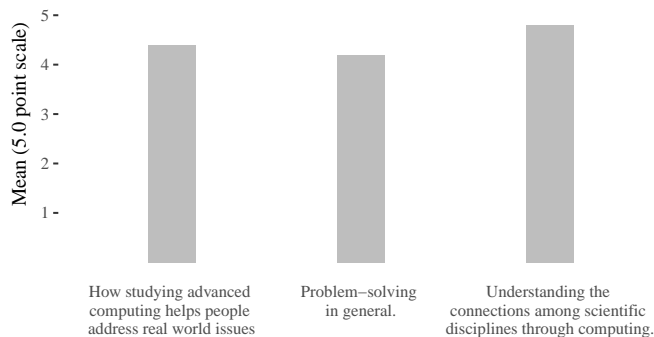 Mean (5.0 point scale)
5
4
3
2
1
How studying advanced
computing helps people
address real world issues
Problem−solving
in general.
Understanding the
connections among scientific
disciplines through computing.